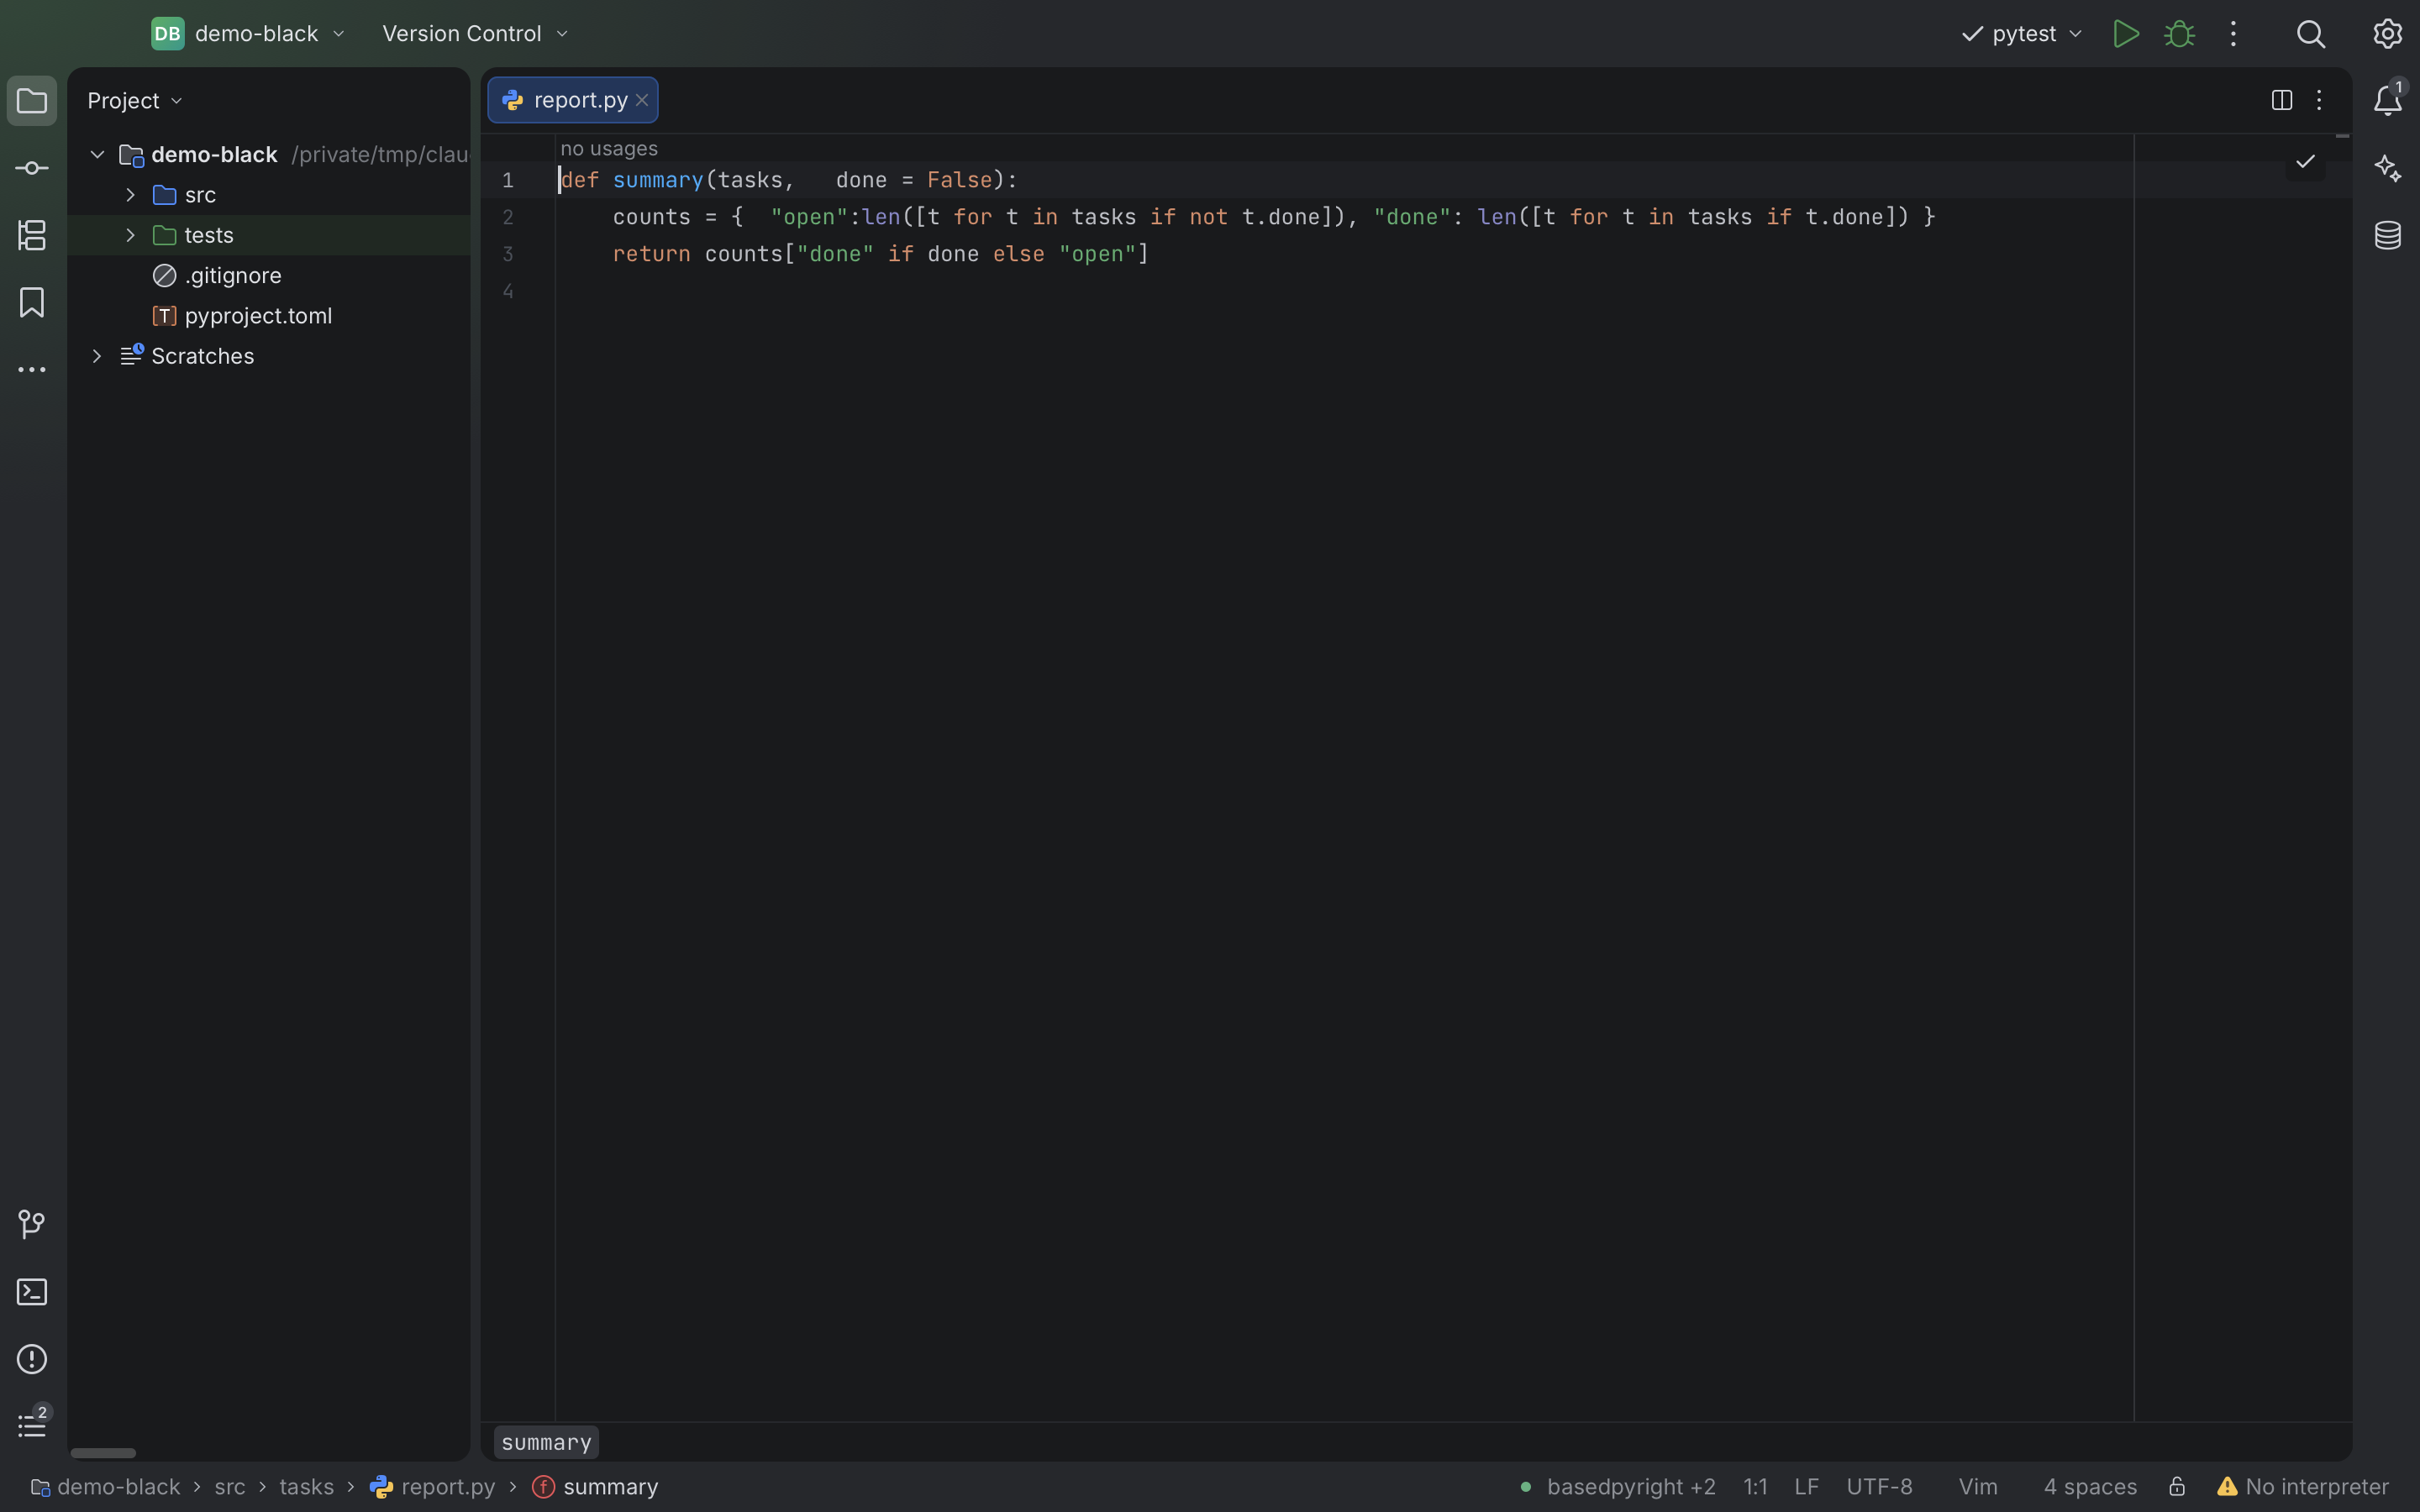 DB demo-black Version Control pytest
Project
report.py
1
demo-black /private/tmp/clau
src
tests
.gitignore
pyproject.toml
Scratches
no usages
1 def summary(tasks,   done = False):
2     counts = {  "open":len([t for t in tasks if not t.done]), "done": len([t for t in tasks if t.done]) }
3     return counts["done" if done else "open"]
4
2
summary
demo-black › src › tasks › report.py › f summary basedpyright +2 1:1 LF UTF-8 Vim 4 spaces No interpreter